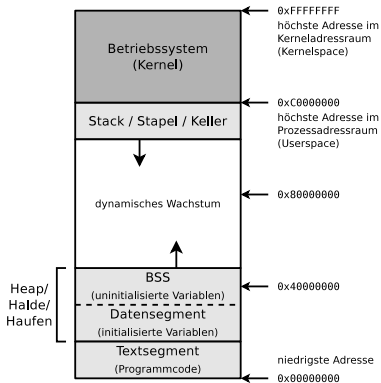 0xFFFFFFFF
höchste Adresse im
Kerneladressraum
(Kernelspace)
Betriebssystem
(Kernel)
0xC0000000
höchste Adresse im
Prozessadressraum
(Userspace)
Stack / Stapel / Keller
dynamisches Wachstum
0x80000000
Heap/
Halde/
Haufen
BSS
(uninitialisierte Variablen)
0x40000000
Datensegment
(initialisierte Variablen)
Textsegment
(Programmcode)
niedrigste Adresse
0x00000000